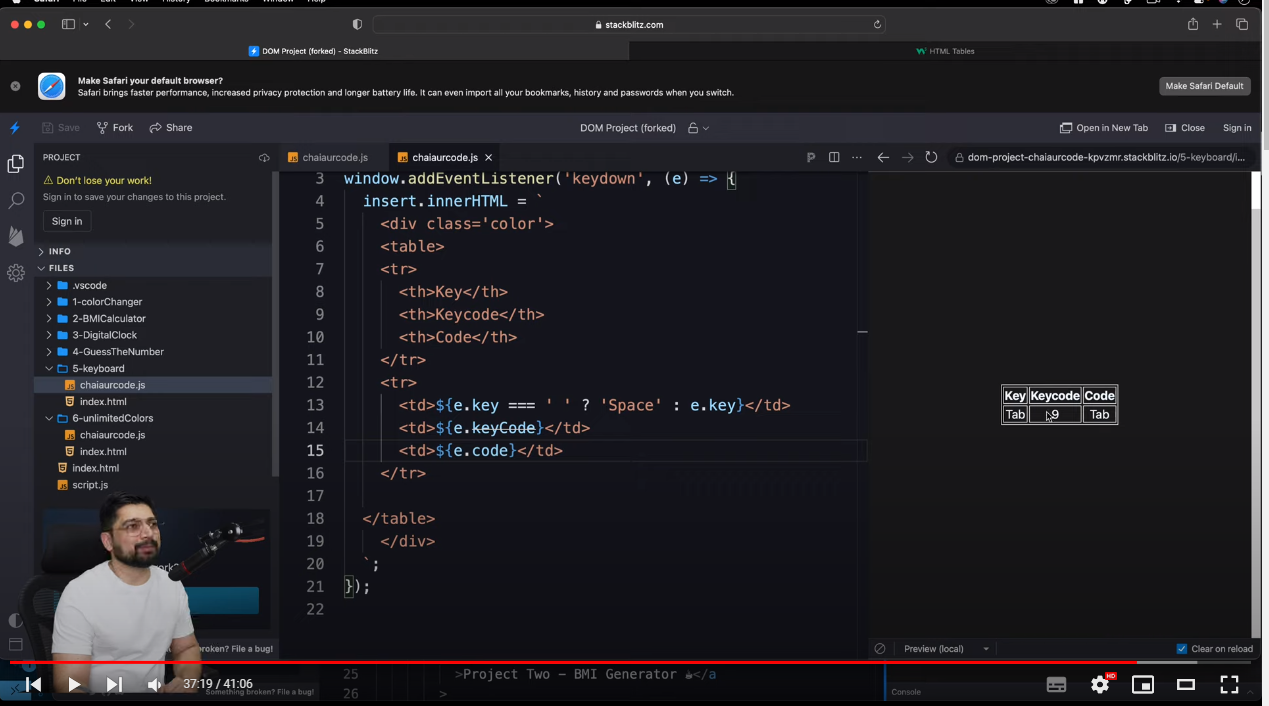 Safari File Edit View History Bookmarks Window Help
stackblitz.com
DOM Project (forked) - StackBlitz
HTML Tables
Make Safari your default browser?
Safari brings faster performance, increased privacy protection and longer battery life. It can even import all your bookmarks, history and passwords when you switch.
Make Safari Default
Save
Fork
Share
DOM Project (forked)
Open in New Tab
Close
Sign in
PROJECT
Don't lose your work!
Sign in to save your changes to this project.
Sign in
INFO
FILES
.vscode
1-colorChanger
2-BMICalculator
3-DigitalClock
4-GuessTheNumber
5-keyboard
chaiaurcode.js
index.html
6-unlimitedColors
chaiaurcode.js
index.html
index.html
script.js
work?
broken? File a bug!
chaiaurcode.js
chaiaurcode.js
3 window.addEventListener('keydown', (e) => {
4 insert.innerHTML = `
5 <div class='color'>
6 <table>
7 <tr>
8 <th>Key</th>
9 <th>Keycode</th>
10 <th>Code</th>
11 </tr>
12 <tr>
13 <td>${e.key === ' ' ? 'Space' : e.key}</td>
14 <td>${e.keyCode}</td>
15 <td>${e.code}</td>
16 </tr>
17
18 </table>
19 </div>
20 `;
21 });
22
dom-project-chaiaurcode-kpvzmr.stackblitz.io/5-keyboard/i...
Key Keycode Code
Tab 9 Tab
Preview (local)
Clear on reload
25 >Project Two - BMI Generator ☕</a
26 >
Something broken? File a bug!
Console
37:19 / 41:06
HD